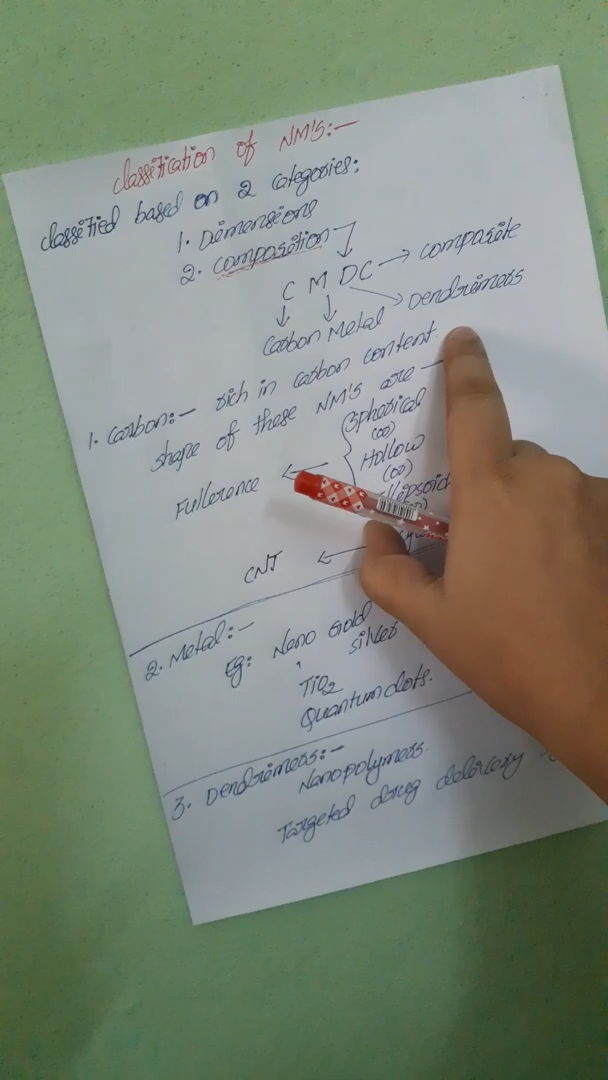 Classification of NM's:-
Classified based on 2 categories:
1. Dimensions
2. composition
C M D C → composite
Carbon Metal Dendrimers
1. Carbon:- rich in carbon content
shape of these NM's are
Spherical
(or)
Hollow
(or)
Fullerence
CNT
2. Metal:-
Eg: Nano Gold
silver
TiO2
Quantum dots.
3. Dendrimers:-
Nanopolymers
Targeted drug delivery